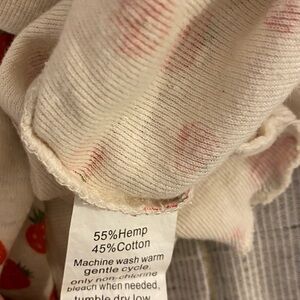 55%Hemp
45%Cotton
Machine wash warm
gentle cycle,
only non-chlorine
bleach when needed,
tumble dry low